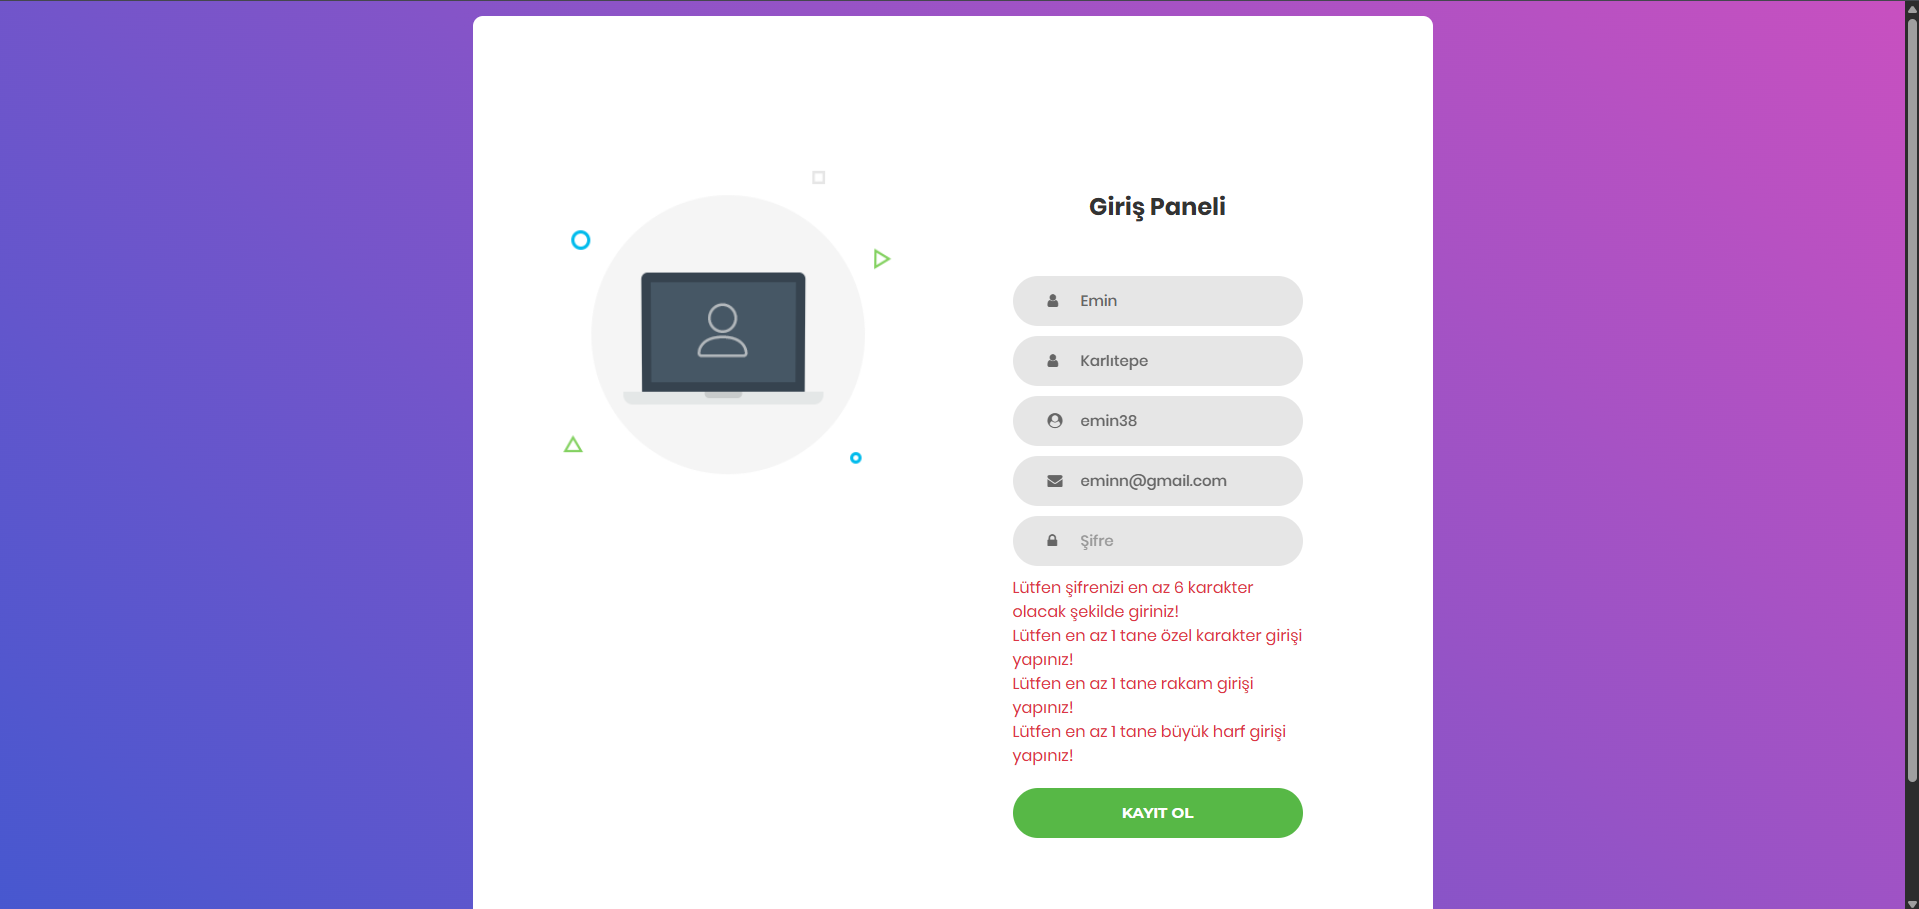 Giriş Paneli
Emin
Karlıtepe
emin38
eminn@gmail.com
Şifre
Lütfen şifrenizi en az 6 karakter
olacak şekilde giriniz!
Lütfen en az 1 tane özel karakter girişi
yapınız!
Lütfen en az 1 tane rakam girişi
yapınız!
Lütfen en az 1 tane büyük harf girişi
yapınız!
KAYIT OL